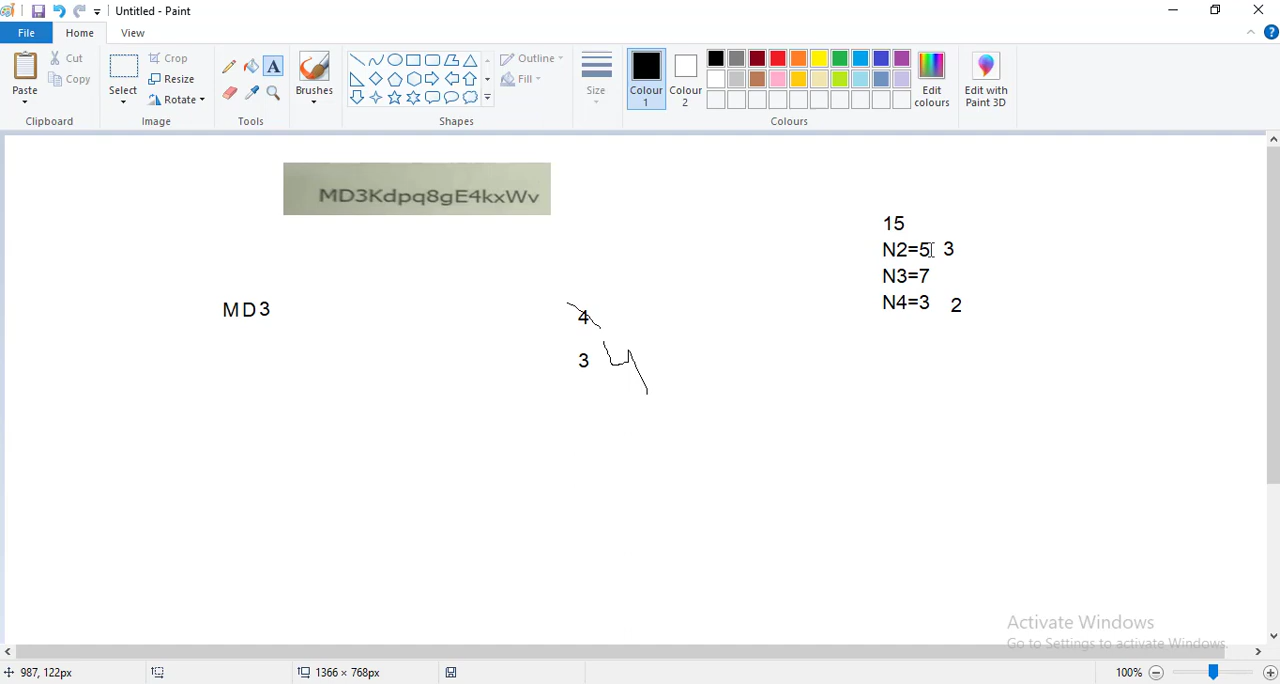 Untitled - Paint
File Home View
Paste
Cut
Copy
Clipboard
Select
Crop
Resize
Rotate
Image
A
Tools
Brushes
Outline
Fill
Shapes
Size
Colour 1
Colour 2
Edit colours
Colours
Edit with Paint 3D
MD3Kdpq8gE4kxWv
15
N2=5 3
N3=7
N4=3 2
MD3
4
3
Activate Windows
Go to Settings to activate Windows.
987, 122px
1366 × 768px
100%